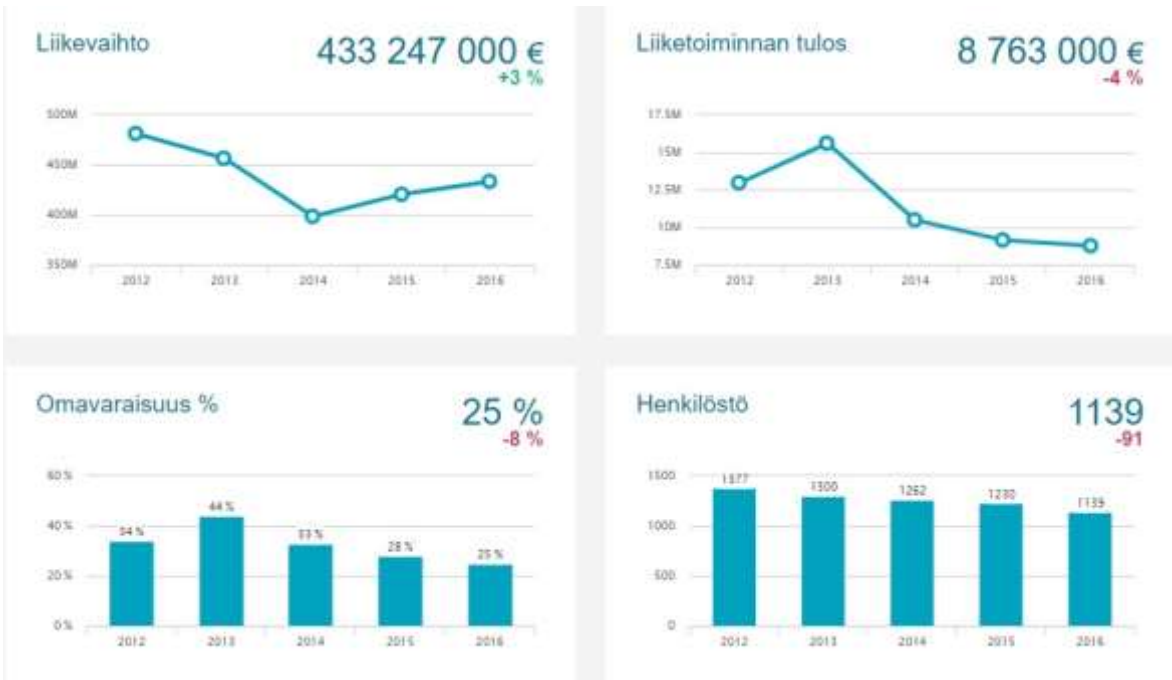 Liikevaihto
433 247 000 €
+3 %
500M
450M
400M
350M
2012 2013 2014 2015 2016
Liiketoiminnan tulos
8 763 000 €
-4 %
17.5M
15M
12.5M
10M
7.5M
2012 2013 2014 2015 2016
Omavaraisuus %
25 %
-8 %
60 %
40 %
20 %
0 %
34 % 44 % 33 % 28 % 25 %
2012 2013 2014 2015 2016
Henkilöstö
1139
-91
1500
1000
500
0
1377 1300 1262 1230 1139
2012 2013 2014 2015 2016